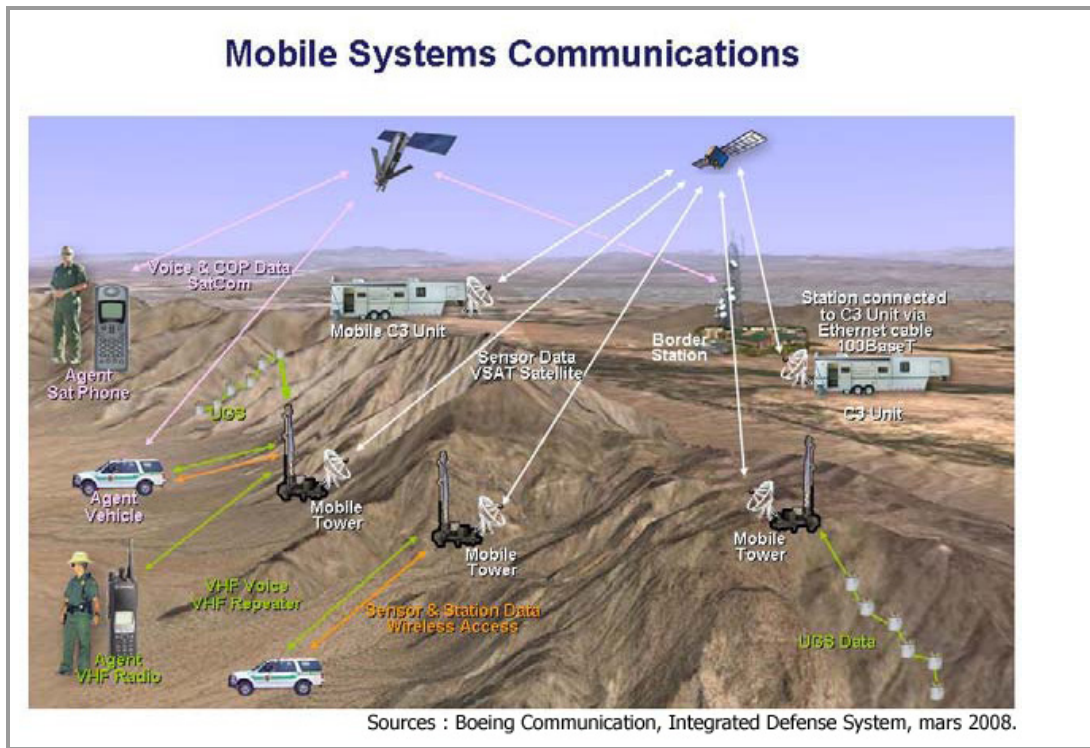 Mobile Systems Communications
Voice & COP Data
SatCom
Agent
Sat Phone
Mobile C3 Unit
Sensor Data
VSAT Satellite
Border
Station
Station connected
to C3 Unit via
Ethernet cable
100BaseT
C3 Unit
UGS
Agent
Vehicle
Mobile
Tower
Mobile
Tower
Mobile
Tower
VHF Voice
VHF Repeater
Sensor & Station Data
Wireless Access
UGS Data
Agent
VHF Radio
Sources : Boeing Communication, Integrated Defense System, mars 2008.